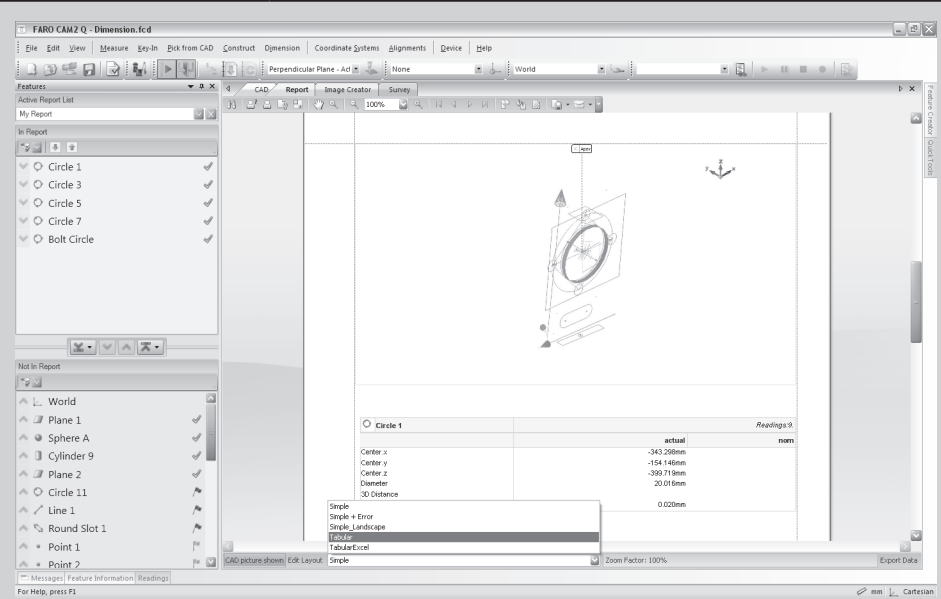 FARO CAM2 Q - Dimension.fcd
File Edit View Measure Key-In Pick from CAD Construct Dimension Coordinate Systems Alignments Device Help
Perpendicular Plane - Act None World
Features
Active Report List
My Report
In Report
Circle 1
Circle 3
Circle 5
Circle 7
Bolt Circle
Not In Report
World
Plane 1
Sphere A
Cylinder 9
Plane 2
Circle 11
Line 1
Round Slot 1
Point 1
Point 2
CAD Report Image Creator Survey
100%
Apex
z
y x
Circle 1 Readings:9.
actual nom
Center.x -343.298mm
Center.y -154.146mm
Center.z -399.719mm
Diameter 20.016mm
3D Distance
0.020mm
Simple
Simple + Error
Simple_Landscape
Tabular
TabularExcel
CAD picture shown Edit Layout Simple Zoom Factor: 100% Export Data
Feature Creator
QuickTools
Messages Feature Information Readings
For Help, press F1 mm Cartesian